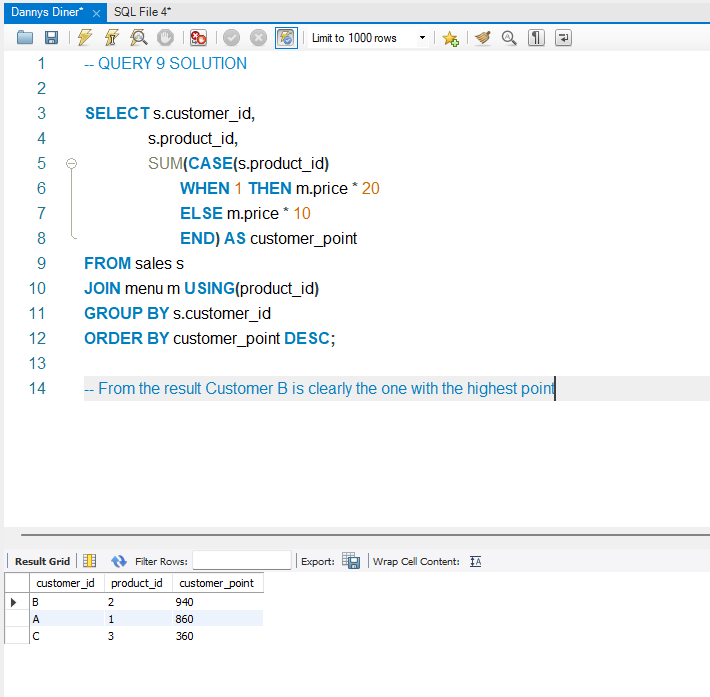 Dannys Diner* × SQL File 4*
Limit to 1000 rows
1 -- QUERY 9 SOLUTION
2
3 SELECT s.customer_id,
4 s.product_id,
5 SUM(CASE(s.product_id)
6 WHEN 1 THEN m.price * 20
7 ELSE m.price * 10
8 END) AS customer_point
9 FROM sales s
10 JOIN menu m USING(product_id)
11 GROUP BY s.customer_id
12 ORDER BY customer_point DESC;
13
14 -- From the result Customer B is clearly the one with the highest point
Result Grid Filter Rows: Export: Wrap Cell Content: IA
customer_id product_id customer_point
B 2 940
A 1 860
C 3 360